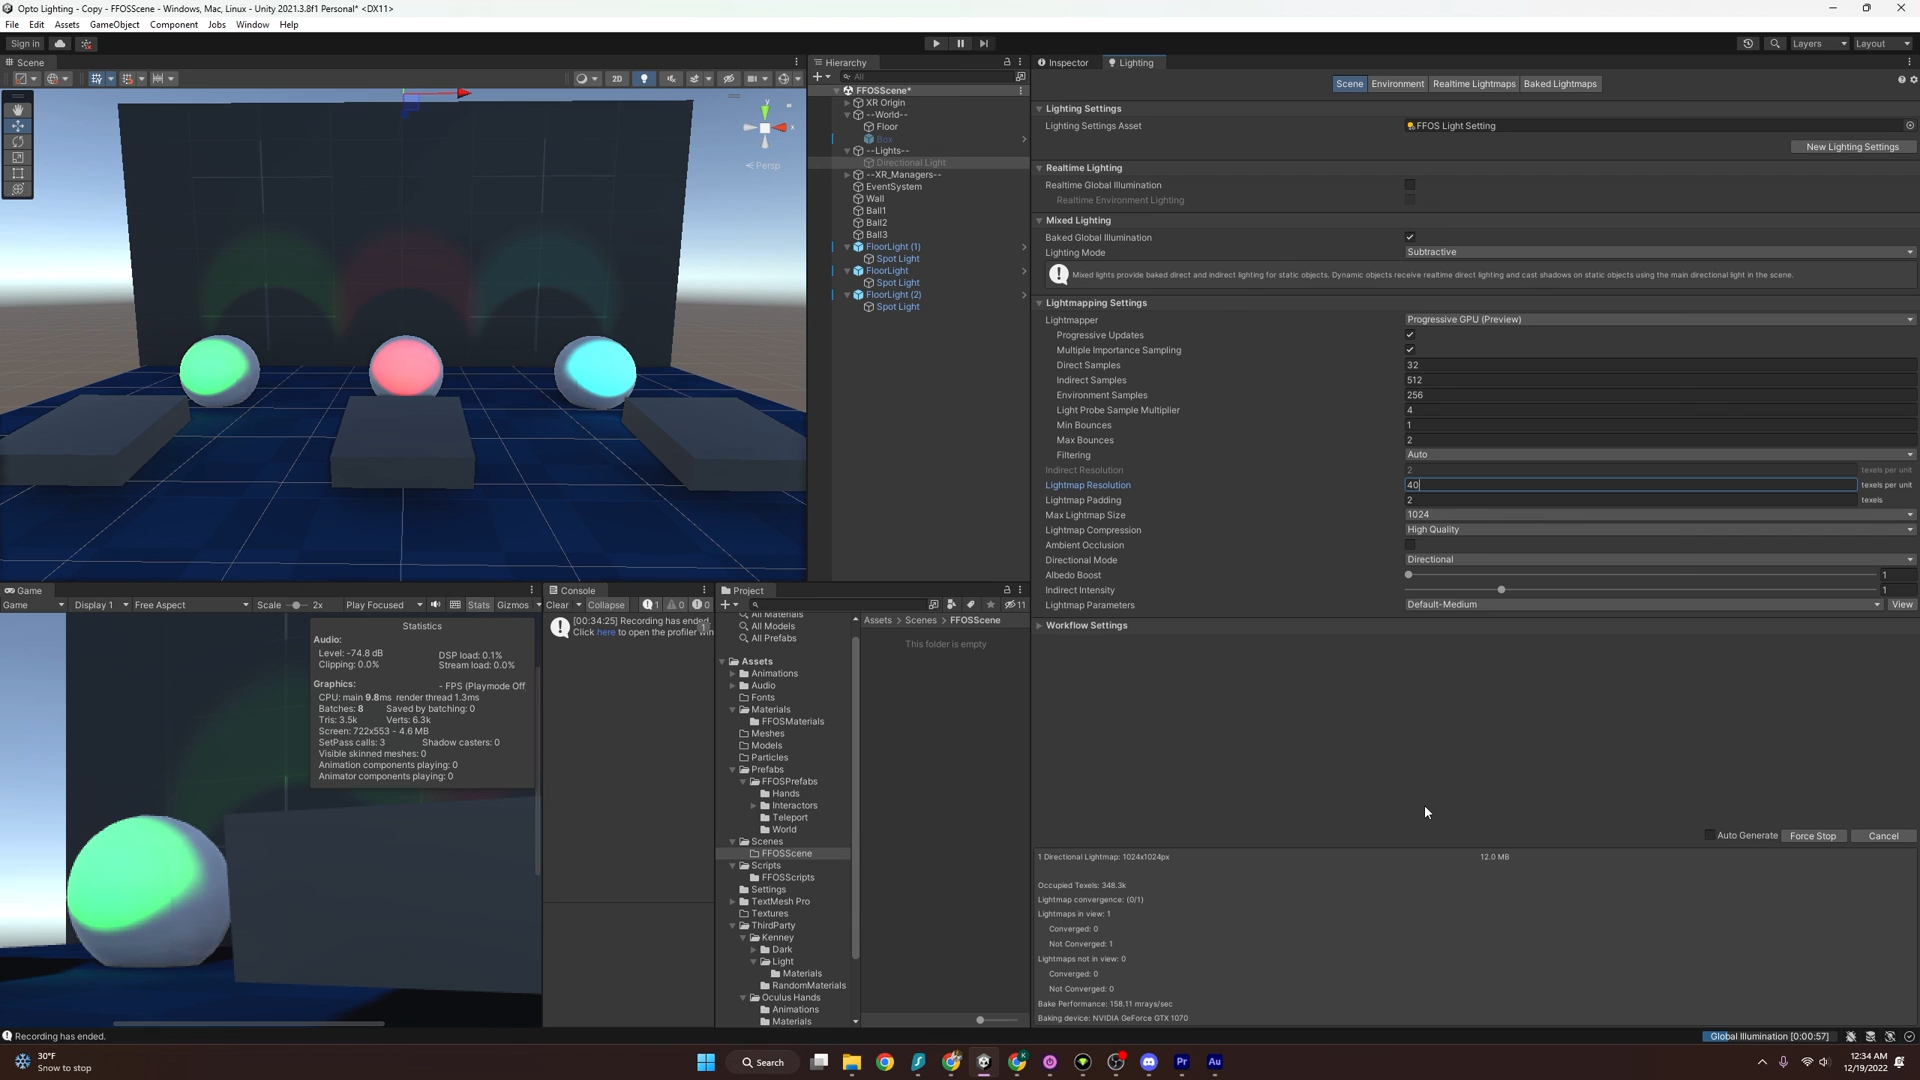 Opto Lighting - Copy - FFOSScene - Windows, Mac, Linux - Unity 2021.3.8f1 Personal* <DX11>
File Edit Assets GameObject Component Jobs Window Help
Sign in
Layers Layout
Scene
2D
Persp
y
x
Hierarchy
All
FFOSScene*
XR Origin
--World--
Floor
Box
--Lights--
Directional Light
--XR_Managers--
EventSystem
Wall
Ball1
Ball2
Ball3
FloorLight (1)
Spot Light
FloorLight
Spot Light
FloorLight (2)
Spot Light
Inspector Lighting
Scene Environment Realtime Lightmaps Baked Lightmaps
Lighting Settings
Lighting Settings Asset FFOS Light Setting
New Lighting Settings
Realtime Lighting
Realtime Global Illumination
Realtime Environment Lighting
Mixed Lighting
Baked Global Illumination
Lighting Mode Subtractive
Mixed lights provide baked direct and indirect lighting for static objects. Dynamic objects receive realtime direct lighting and cast shadows on static objects using the main directional light in the scene.
Lightmapping Settings
Lightmapper Progressive GPU (Preview)
Progressive Updates
Multiple Importance Sampling
Direct Samples 32
Indirect Samples 512
Environment Samples 256
Light Probe Sample Multiplier 4
Min Bounces 1
Max Bounces 2
Filtering Auto
Indirect Resolution 2 texels per unit
Lightmap Resolution 40 texels per unit
Lightmap Padding 2 texels
Max Lightmap Size 1024
Lightmap Compression High Quality
Ambient Occlusion
Directional Mode Directional
Albedo Boost 1
Indirect Intensity 1
Lightmap Parameters Default-Medium View
Workflow Settings
Auto Generate Force Stop Cancel
1 Directional Lightmap: 1024x1024px 12.0 MB
Occupied Texels: 348.3k
Lightmap convergence: (0/1)
Lightmaps in view: 1
Converged: 0
Not Converged: 1
Lightmaps not in view: 0
Converged: 0
Not Converged: 0
Bake Performance: 158.11 mrays/sec
Baking device: NVIDIA GeForce GTX 1070
Game
Game Display 1 Free Aspect Scale 2x Play Focused Stats Gizmos
Statistics
Audio:
Level: -74.8 dB DSP load: 0.1%
Clipping: 0.0% Stream load: 0.0%
Graphics: - FPS (Playmode Off
CPU: main 9.8ms render thread 1.3ms
Batches: 8 Saved by batching: 0
Tris: 3.5k Verts: 6.3k
Screen: 722x553 - 4.6 MB
SetPass calls: 3 Shadow casters: 0
Visible skinned meshes: 0
Animation components playing: 0
Animator components playing: 0
Console
Clear Collapse 1 0 0
[00:34:25] Recording has ended.
Click here to open the profiler win
1
Project
11
All Materials
All Models
All Prefabs
Assets
Animations
Audio
Fonts
Materials
FFOSMaterials
Meshes
Models
Particles
Prefabs
FFOSPrefabs
Hands
Interactors
Teleport
World
Scenes
FFOSScene
Scripts
FFOSScripts
Settings
TextMesh Pro
Textures
ThirdParty
Kenney
Dark
Light
Materials
RandomMaterials
Oculus Hands
Animations
Materials
Assets > Scenes > FFOSScene
This folder is empty
Recording has ended.
Global Illumination [0:00:57]
30°F
Snow to stop
Search
Pr
Au
12:34 AM
12/19/2022